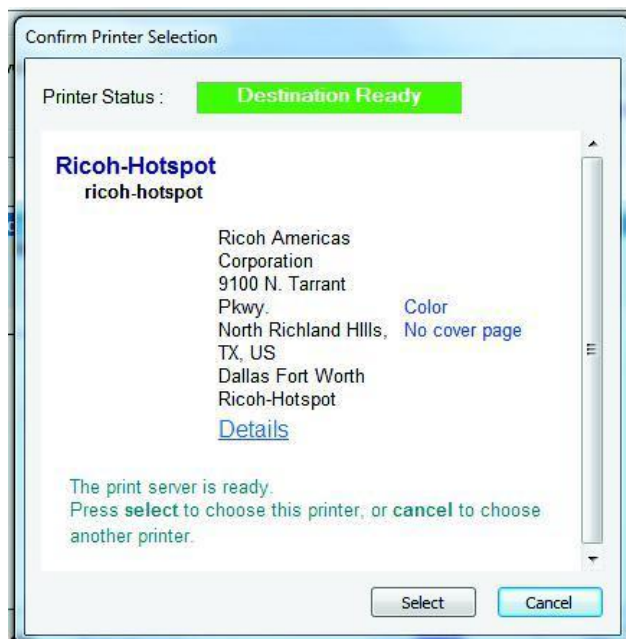 Confirm Printer Selection
Printer Status :
Destination Ready
Ricoh-Hotspot
ricoh-hotspot
Ricoh Americas
Corporation
9100 N. Tarrant
Pkwy.
North Richland HIlls,
TX, US
Dallas Fort Worth
Ricoh-Hotspot
Color
No cover page
Details
The print server is ready.
Press select to choose this printer, or cancel to choose
another printer.
Select
Cancel